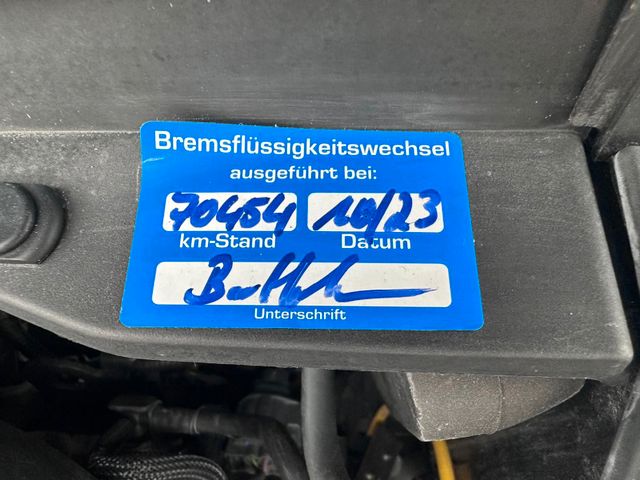 Bremsflüssigkeitswechsel
ausgeführt bei:
70454 10/23
km-Stand Datum
Unterschrift